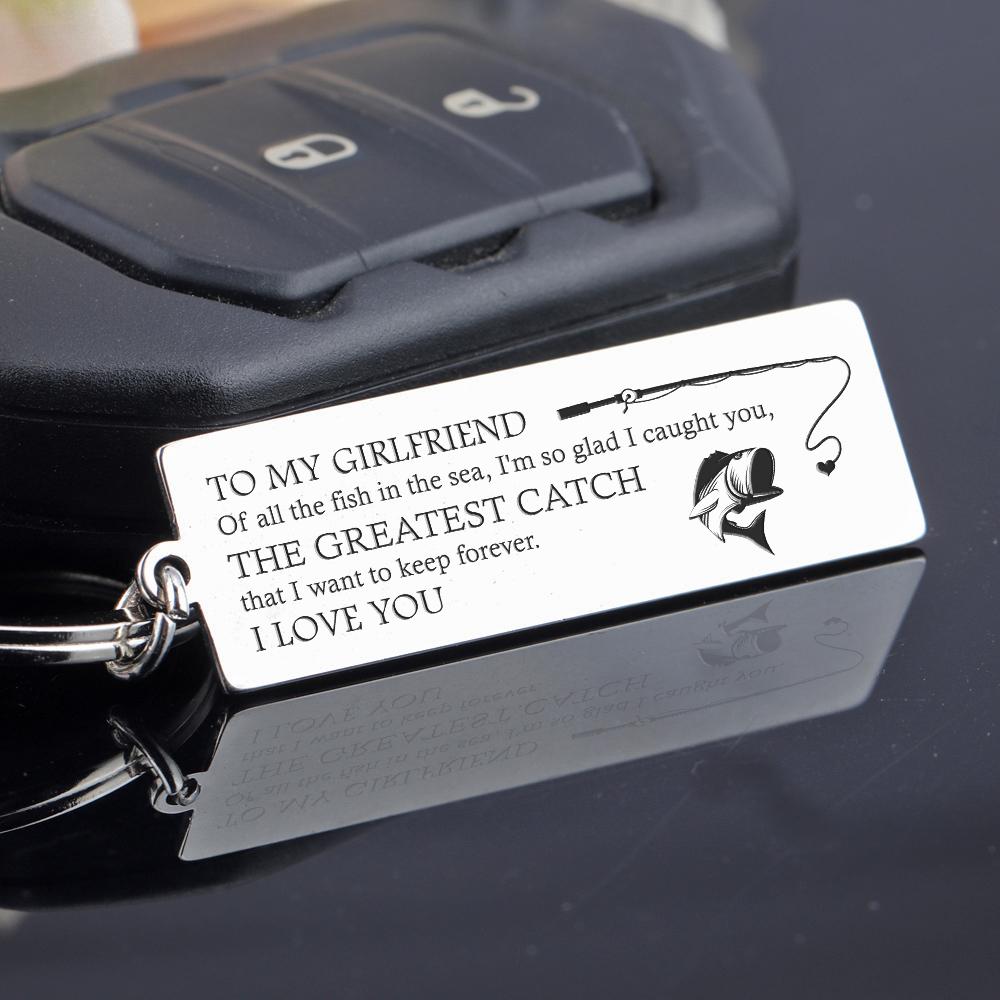 TO MY GIRLFRIEND
Of all the fish in the sea, I'm so glad I caught you,
THE GREATEST CATCH
that I want to keep forever.
I LOVE YOU